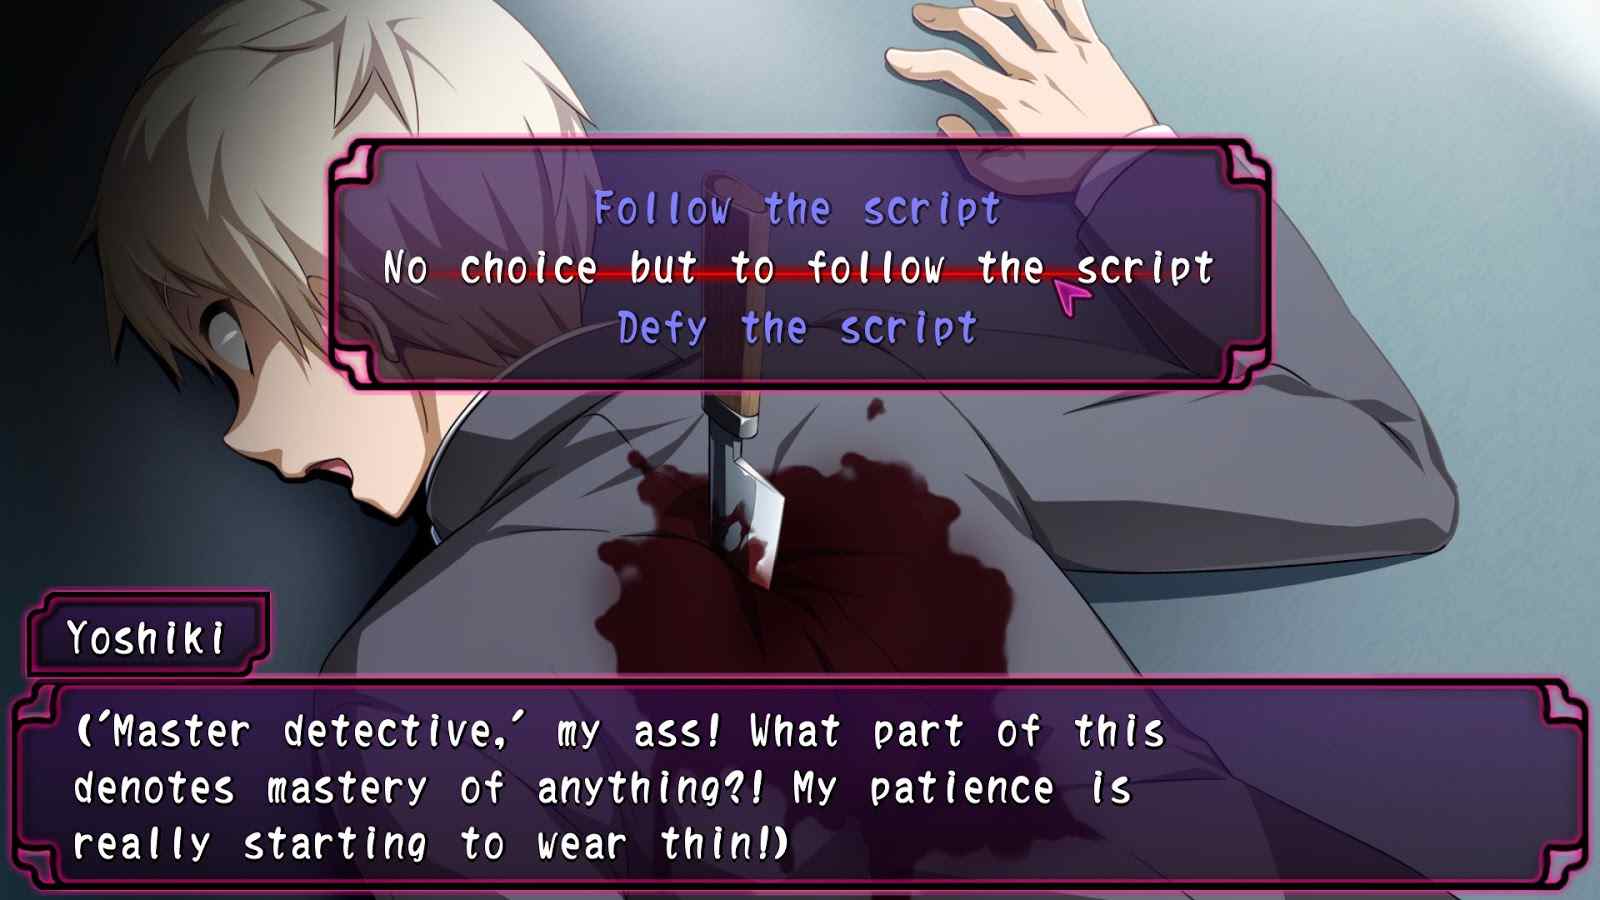 Follow the script
No choice but to follow the script
Defy the script
Yoshiki
('Master detective,' my ass! What part of this
denotes mastery of anything?! My patience is
really starting to wear thin!)